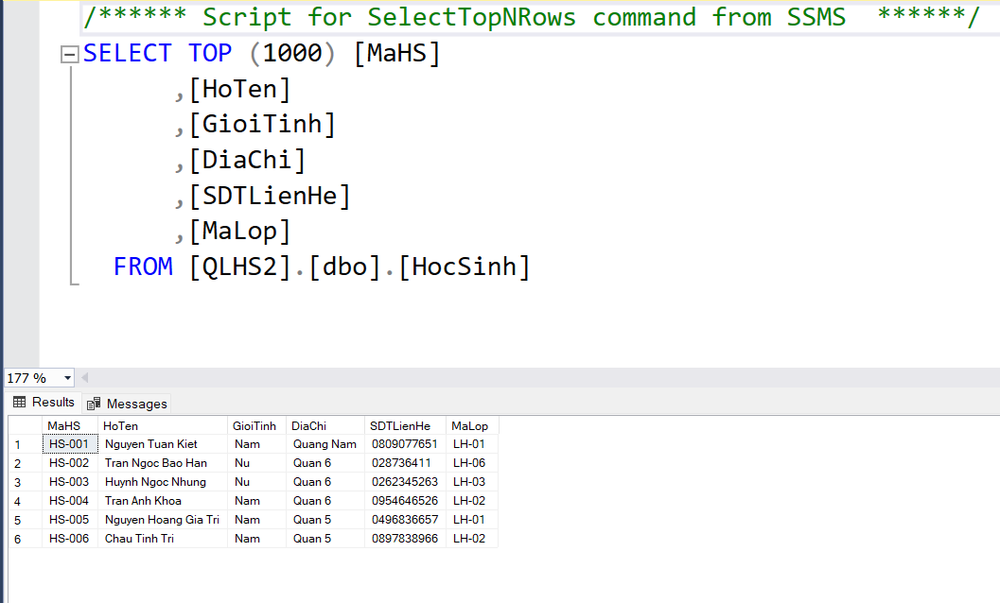 /****** Script for SelectTopNRows command from SSMS  ******/
SELECT TOP (1000) [MaHS]
,[HoTen]
,[GioiTinh]
,[DiaChi]
,[SDTLienHe]
,[MaLop]
FROM [QLHS2].[dbo].[HocSinh]
177 %
Results Messages
MaHS HoTen GioiTinh DiaChi SDTLienHe MaLop
1 HS-001 Nguyen Tuan Kiet Nam Quang Nam 0809077651 LH-01
2 HS-002 Tran Ngoc Bao Han Nu Quan 6 028736411 LH-06
3 HS-003 Huynh Ngoc Nhung Nu Quan 6 0262345263 LH-03
4 HS-004 Tran Anh Khoa Nam Quan 6 0954646526 LH-02
5 HS-005 Nguyen Hoang Gia Tri Nam Quan 5 0496836657 LH-01
6 HS-006 Chau Tinh Tri Nam Quan 5 0897838966 LH-02